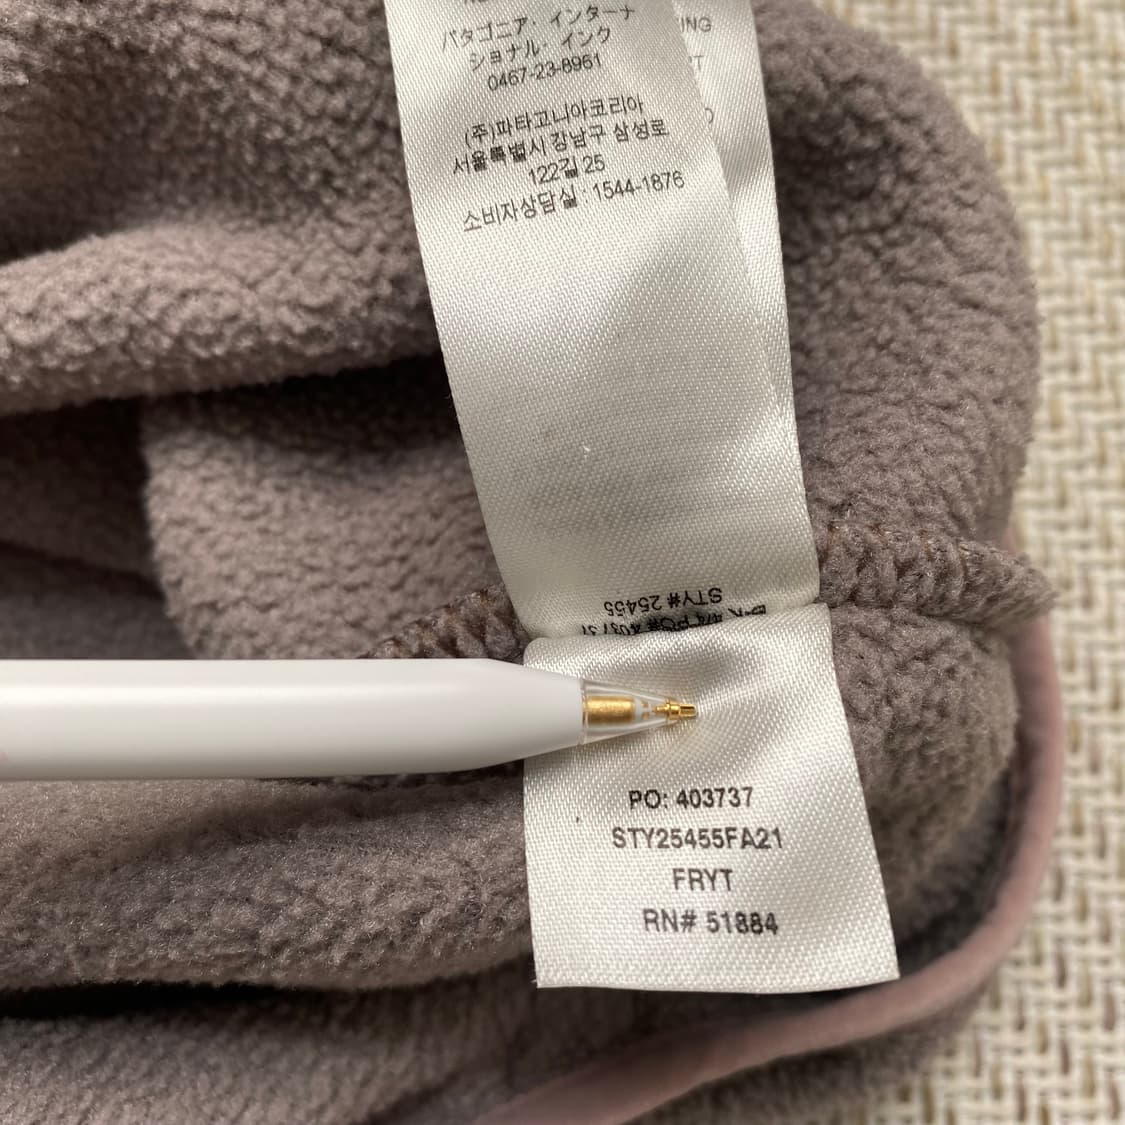 パタゴニア・インターナ
ショナル・インク
0467-23-8961
(주)파타고니아코리아
서울특별시 강남구 삼성로
122길 25
소비자상담실 : 1544-1876
ING
STY# 25455
PO# 403737
PO: 403737
STY25455FA21
FRYT
RN# 51884